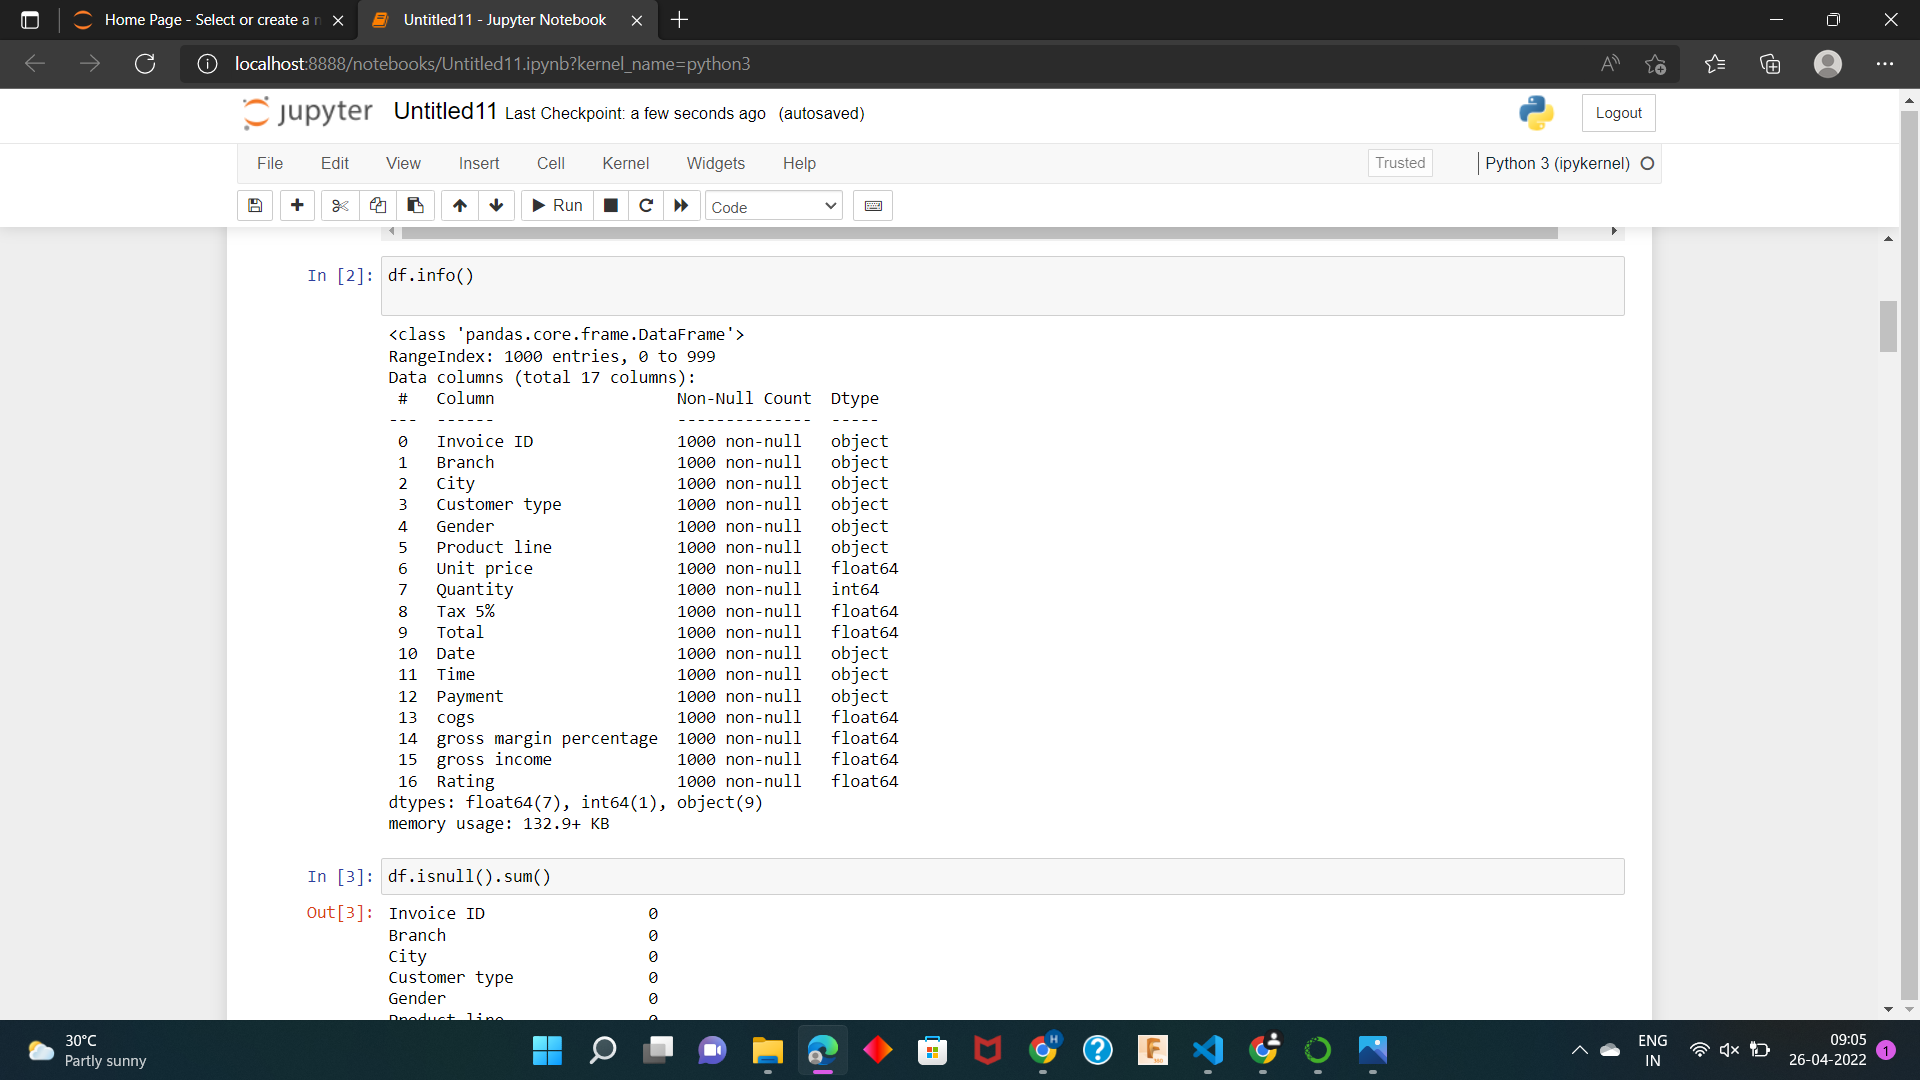 Home Page - Select or create a n
Untitled11 - Jupyter Notebook
localhost:8888/notebooks/Untitled11.ipynb?kernel_name=python3
jupyter Untitled11 Last Checkpoint: a few seconds ago (autosaved)
Logout
File Edit View Insert Cell Kernel Widgets Help
Trusted
Python 3 (ipykernel)
Run
Code
In [2]: df.info()
<class 'pandas.core.frame.DataFrame'>
RangeIndex: 1000 entries, 0 to 999
Data columns (total 17 columns):
# Column Non-Null Count Dtype
--- ------ -------------- -----
0 Invoice ID 1000 non-null object
1 Branch 1000 non-null object
2 City 1000 non-null object
3 Customer type 1000 non-null object
4 Gender 1000 non-null object
5 Product line 1000 non-null object
6 Unit price 1000 non-null float64
7 Quantity 1000 non-null int64
8 Tax 5% 1000 non-null float64
9 Total 1000 non-null float64
10 Date 1000 non-null object
11 Time 1000 non-null object
12 Payment 1000 non-null object
13 cogs 1000 non-null float64
14 gross margin percentage 1000 non-null float64
15 gross income 1000 non-null float64
16 Rating 1000 non-null float64
dtypes: float64(7), int64(1), object(9)
memory usage: 132.9+ KB
In [3]: df.isnull().sum()
Out[3]: Invoice ID 0
Branch 0
City 0
Customer type 0
Gender 0
Product line 0
30°C
Partly sunny
H
F
360
ENG
IN
09:05
26-04-2022
1